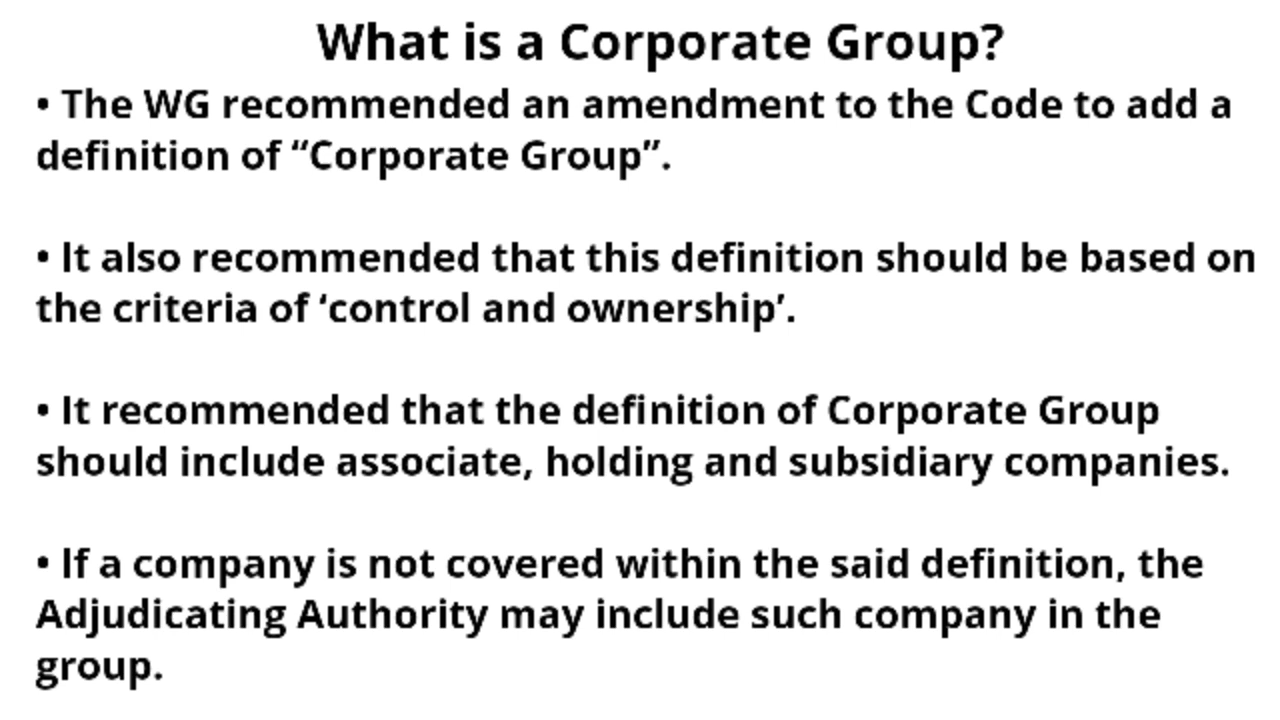 What is a Corporate Group?
• The WG recommended an amendment to the Code to add a
definition of “Corporate Group”.
• It also recommended that this definition should be based on
the criteria of ‘control and ownership’.
• It recommended that the definition of Corporate Group
should include associate, holding and subsidiary companies.
• If a company is not covered within the said definition, the
Adjudicating Authority may include such company in the
group.